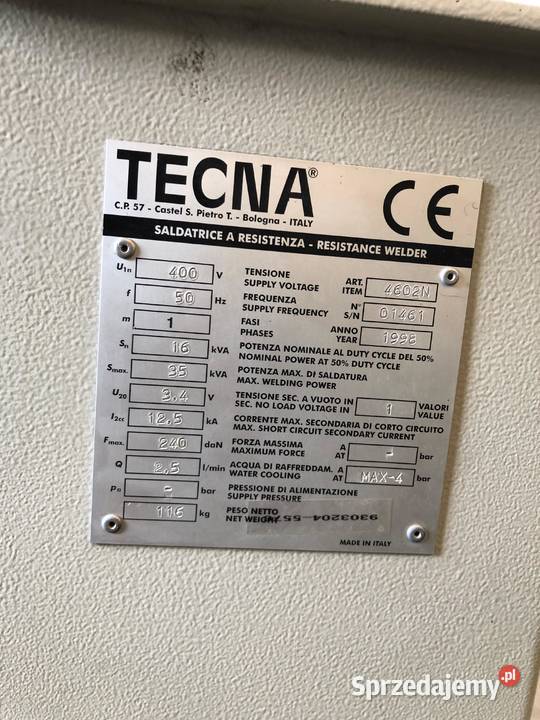 TECNA® CE
C.P. 57 - Castel S. Pietro T. - Bologna - ITALY
SALDATRICE A RESISTENZA - RESISTANCE WELDER
U1n 400 V TENSIONE SUPPLY VOLTAGE ART. ITEM 4602N
f 50 Hz FREQUENZA SUPPLY FREQUENCY N° S/N 01461
m 1 FASI PHASES ANNO YEAR 1998
Sn 16 kVA POTENZA NOMINALE AL DUTY CYCLE DEL 50% NOMINAL POWER AT 50% DUTY CYCLE
Smax. 35 kVA POTENZA MAX. DI SALDATURA MAX. WELDING POWER
U20 3,4 V TENSIONE SEC. A VUOTO IN SEC. NO LOAD VOLTAGE IN 1 VALORI VALUE
I2cc 12,5 kA CORRENTE MAX. SECONDARIA DI CORTO CIRCUITO MAX. SHORT CIRCUIT SECONDARY CURRENT
Fmax. 240 daN FORZA MASSIMA MAXIMUM FORCE A AT - bar
Q 2,5 l/min ACQUA DI RAFFREDDAM. WATER COOLING A AT MAX-4 bar
pn - bar PRESSIONE DI ALIMENTAZIONE SUPPLY PRESSURE
116 kg PESO NETTO NET WEIGHT
MADE IN ITALY
Sprzedajemy.pl